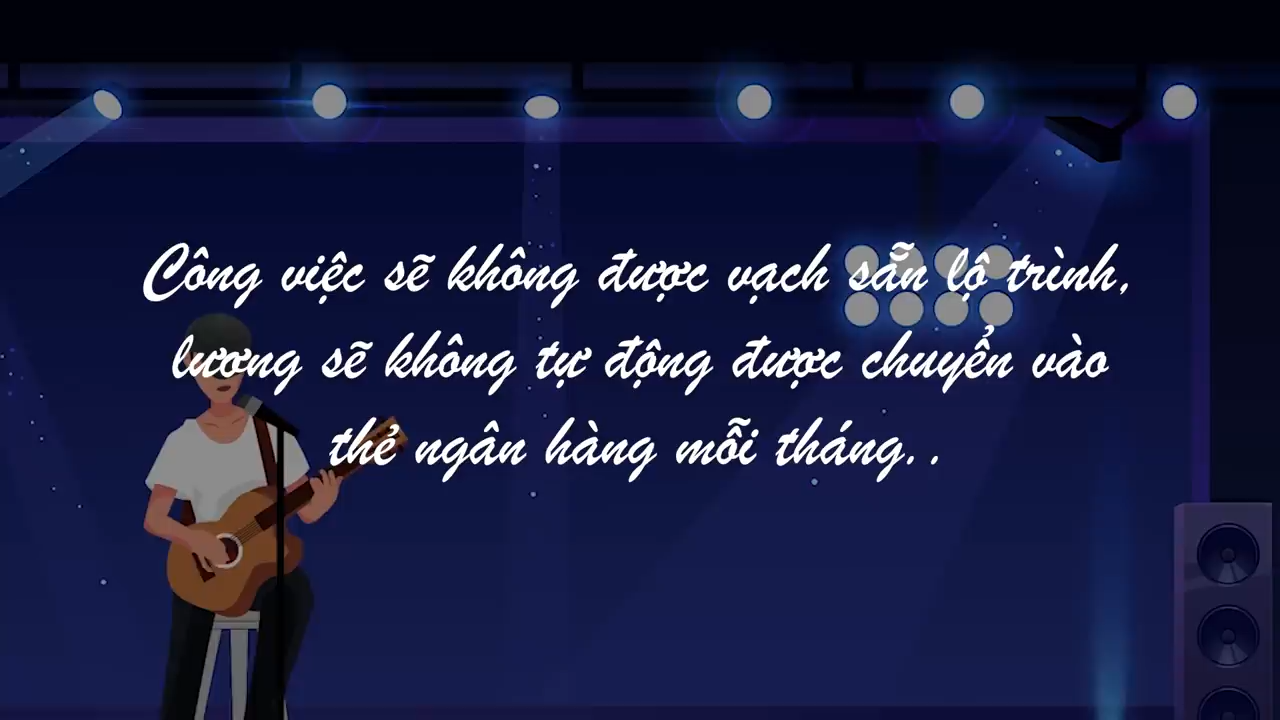 Công việc sẽ không được vạch sẵn lộ trình,
lương sẽ không tự động được chuyển vào
thẻ ngân hàng mỗi tháng..